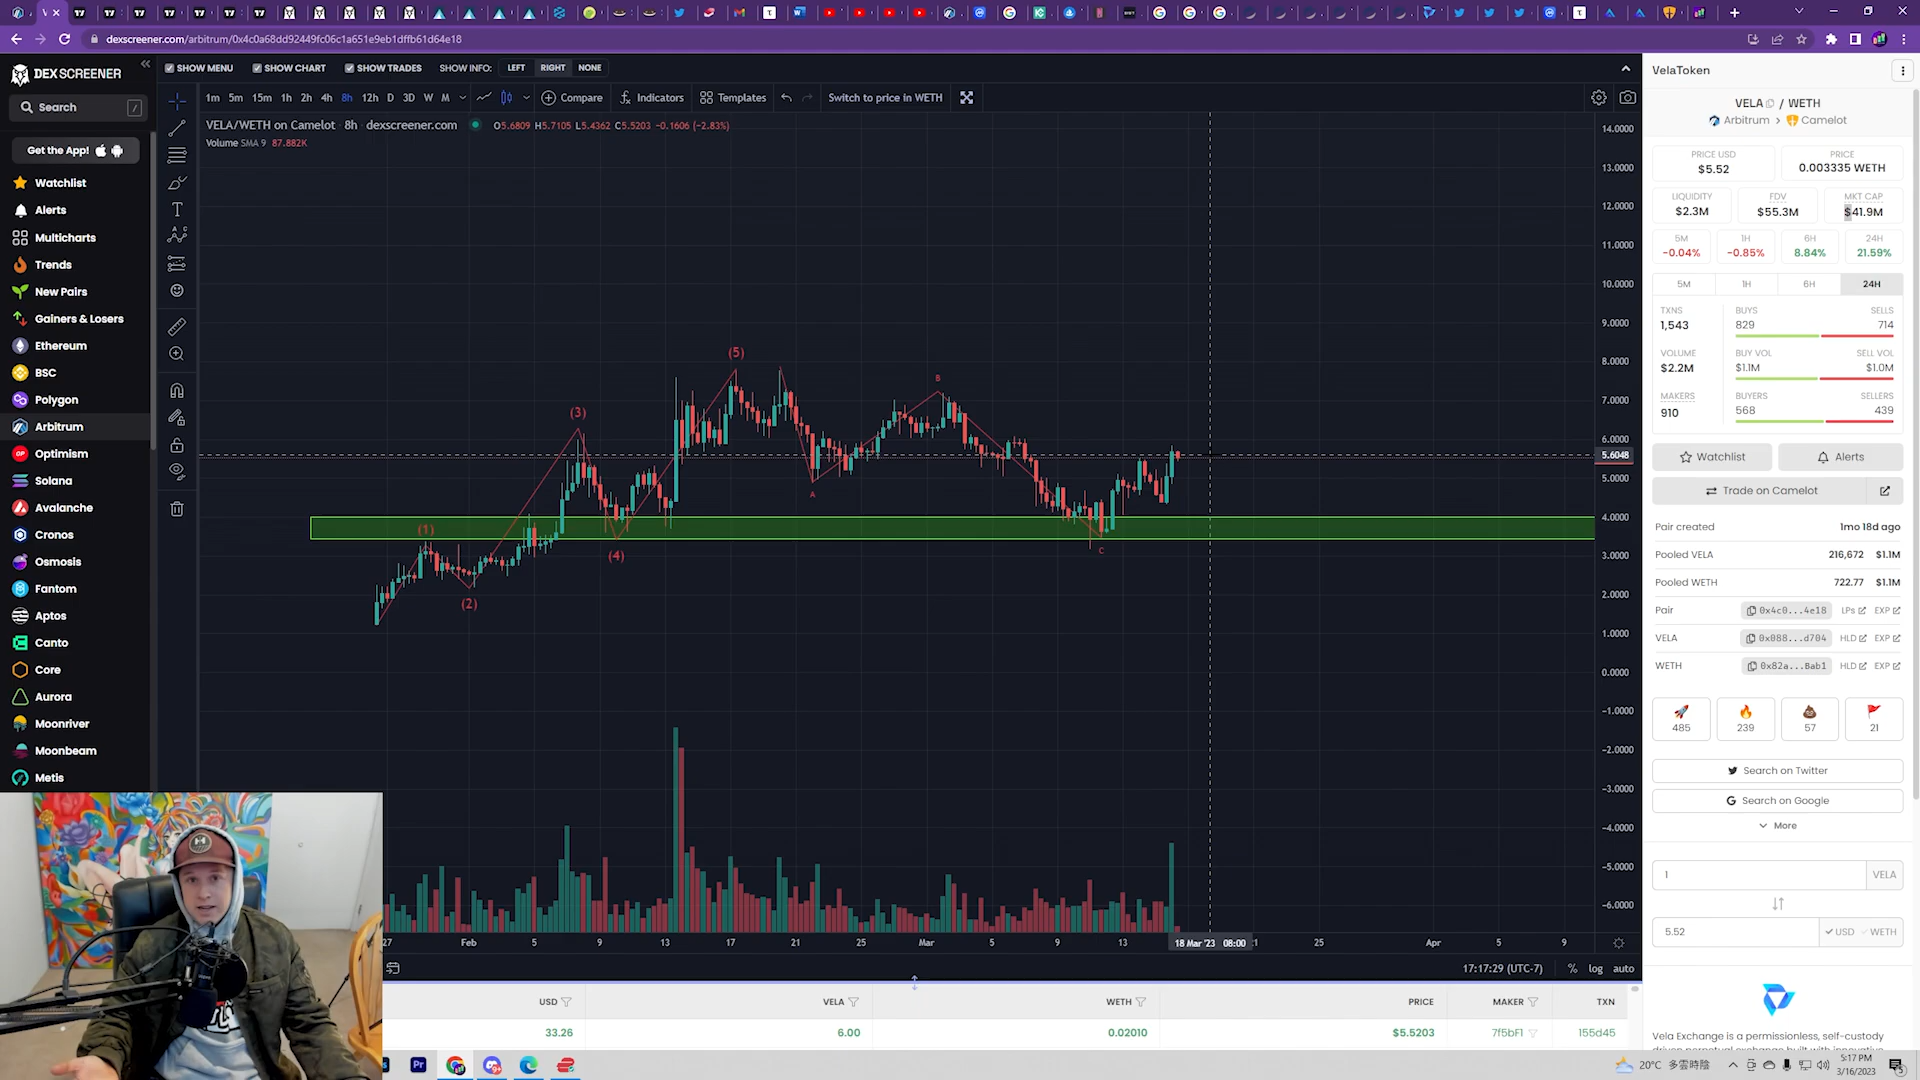 dexscreener.com/arbitrum/0x4c0a68dd92449fc06c1a651e9eb1dffb61d64e18
DEX SCREENER
Search /
Get the App!
Watchlist
Alerts
Multicharts
Trends
New Pairs
Gainers & Losers
Ethereum
BSC
Polygon
Arbitrum
Optimism
Solana
Avalanche
Cronos
Osmosis
Fantom
Aptos
Canto
Core
Aurora
Moonriver
Moonbeam
Metis
SHOW MENU SHOW CHART SHOW TRADES SHOW INFO: LEFT RIGHT NONE
1m 5m 15m 1h 2h 4h 8h 12h D 3D W M Compare Indicators Templates Switch to price in WETH
VELA/WETH on Camelot · 8h · dexscreener.com O5.6809 H5.7105 L5.4362 C5.5203 -0.1606 (-2.83%)
Volume SMA 9 87.882K
(1)
(2)
(3)
(4)
(5)
A
B
C
14.0000
13.0000
12.0000
11.0000
10.0000
9.0000
8.0000
7.0000
6.0000
5.6048
5.0000
4.0000
3.0000
2.0000
1.0000
0.0000
-1.0000
-2.0000
-3.0000
-4.0000
-5.0000
-6.0000
27 Feb 5 9 13 17 21 25 Mar 5 9 13 18 Mar '23 08:00 25 Apr 5 9
17:17:29 (UTC-7) % log auto
USD VELA WETH PRICE MAKER TXN
33.26 6.00 0.02010 $5.5203 7f5bF1 155d45
VelaToken
VELA / WETH
Arbitrum > Camelot
PRICE USD PRICE
$5.52 0.003335 WETH
LIQUIDITY FDV MKT CAP
$2.3M $55.3M $41.9M
5M 1H 6H 24H
-0.04% -0.85% 8.84% 21.59%
5M 1H 6H 24H
TXNS BUYS SELLS
1,543 829 714
VOLUME BUY VOL SELL VOL
$2.2M $1.1M $1.0M
MAKERS BUYERS SELLERS
910 568 439
Watchlist Alerts
Trade on Camelot
Pair created 1mo 18d ago
Pooled VELA 216,672 $1.1M
Pooled WETH 722.77 $1.1M
Pair 0x4c0...4e18 LPs EXP
VELA 0x088...d704 HLD EXP
WETH 0x82a...Bab1 HLD EXP
485 239 57 21
Search on Twitter
Search on Google
More
1 VELA
5.52 USD WETH
Vela Exchange is a permissionless, self-custody
20°C 多雲時陰 5:17 PM
3/16/2023